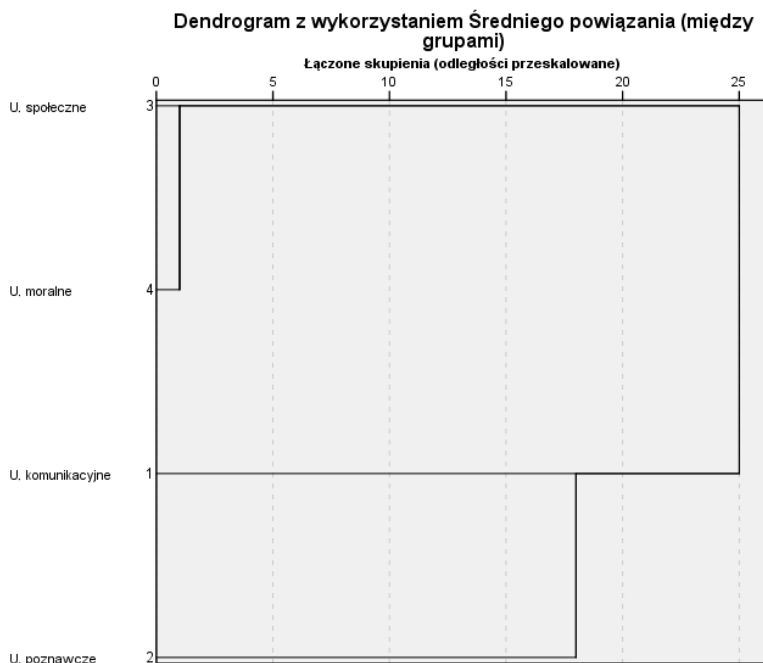 Dendrogram z wykorzystaniem Średniego powiązania (między
grupami)
Łączone skupienia (odległości przeskalowane)
0 5 10 15 20 25
U. społeczne 3
U. moralne 4
U. komunikacyjne 1
U. poznawcze 2